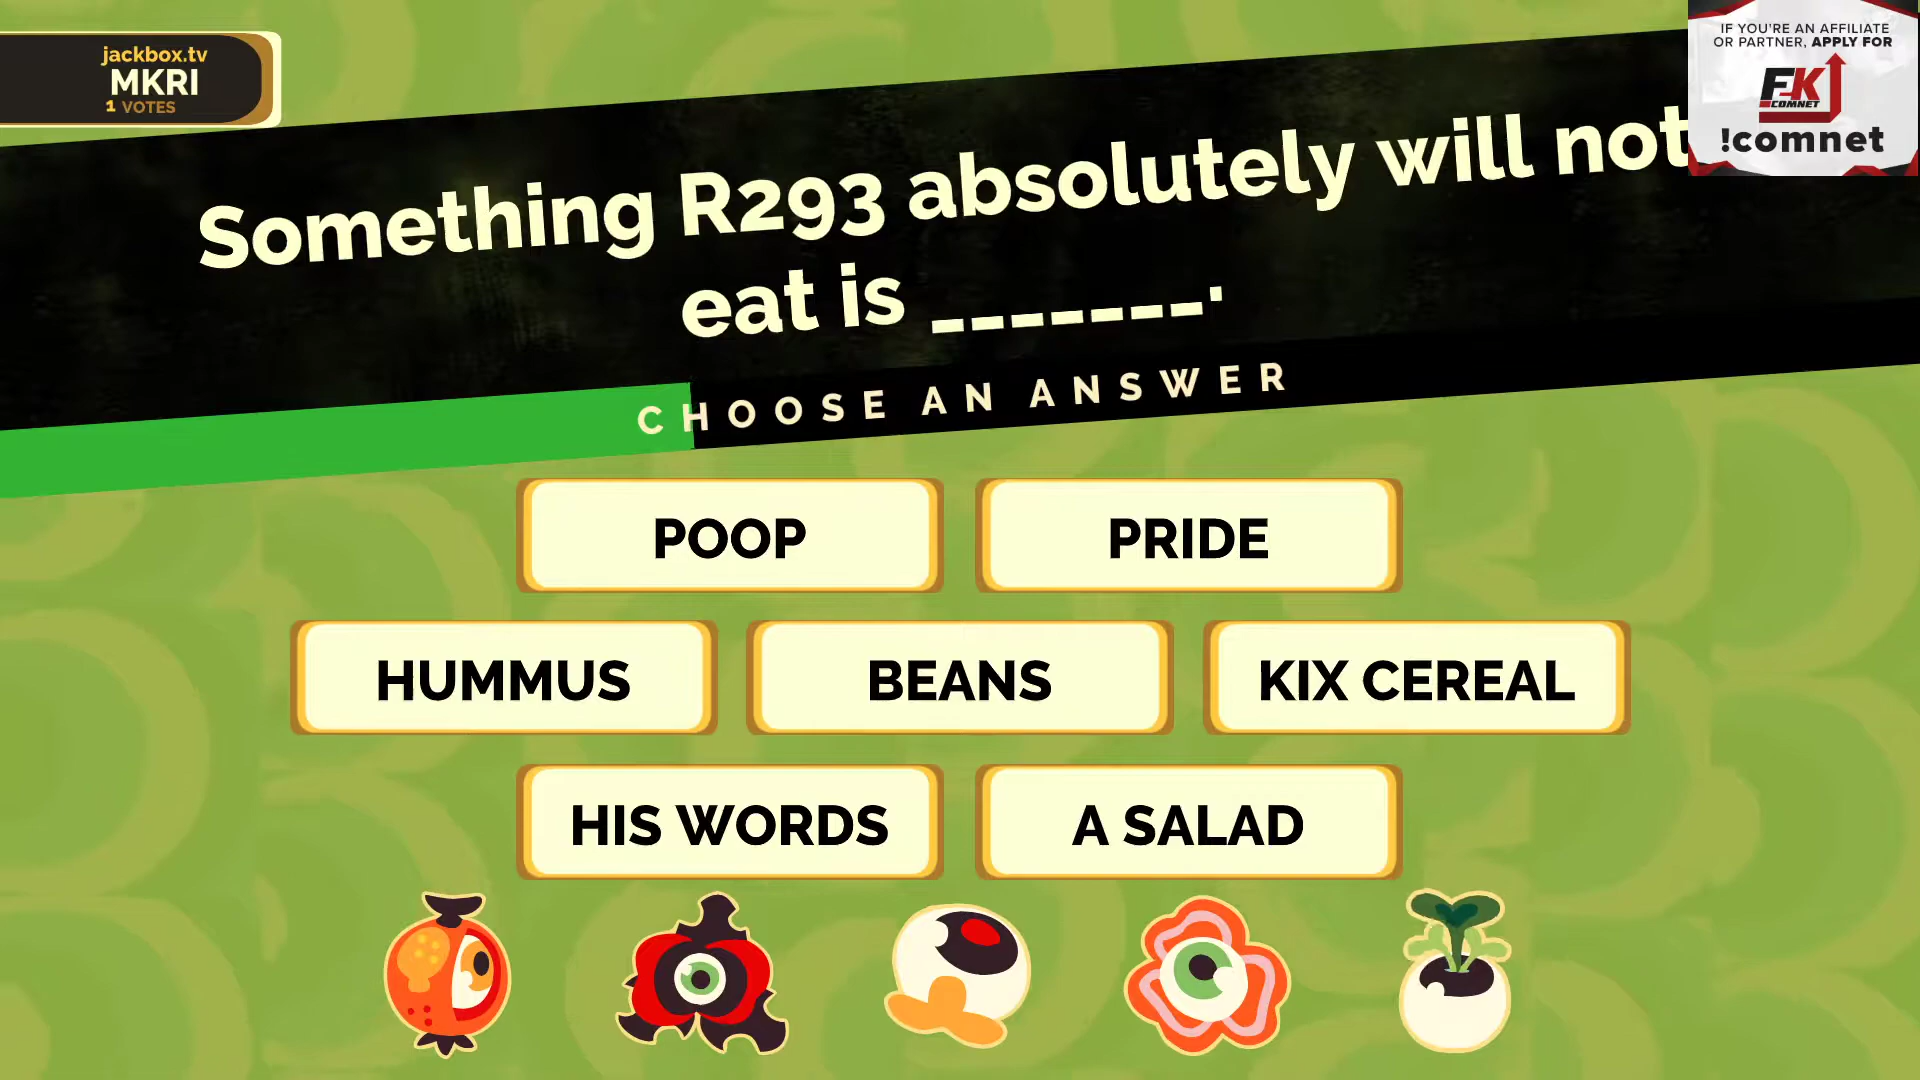 jackbox.tv
MKRI
1 VOTES
IF YOU'RE AN AFFILIATE
OR PARTNER, APPLY FOR
FK
COMNET
!comnet
Something R293 absolutely will not
eat is _______.
CHOOSE AN ANSWER
POOP
PRIDE
HUMMUS
BEANS
KIX CEREAL
HIS WORDS
A SALAD